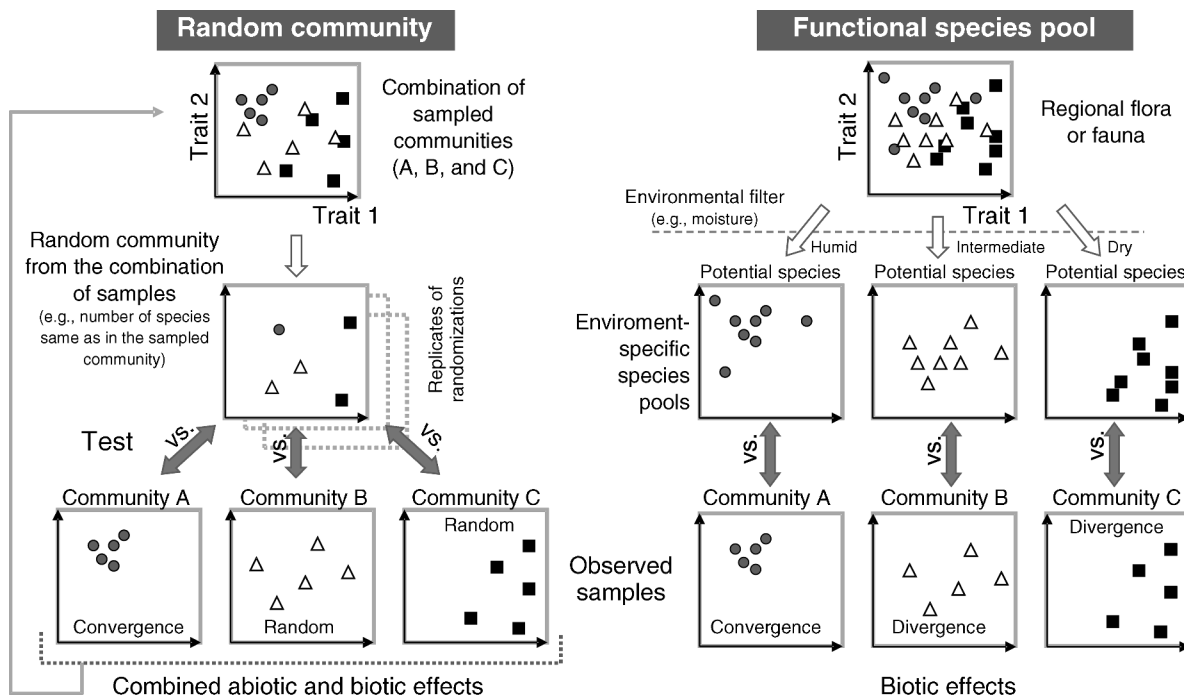 Random community
Trait 2
Trait 1
Combination of
sampled
communities
(A, B, and C)
Random community
from the combination
of samples
(e.g., number of species
same as in the sampled
community)
Replicates of
randomizations
Test
vs.
vs.
vs.
Community A
Community B
Community C
Convergence
Random
Random
Combined abiotic and biotic effects
Functional species pool
Trait 2
Trait 1
Regional flora
or fauna
Environmental filter
(e.g., moisture)
Humid
Intermediate
Dry
Potential species
Potential species
Potential species
Enviroment-
specific
species
pools
vs.
vs.
vs.
Observed
samples
Community A
Community B
Community C
Convergence
Divergence
Divergence
Biotic effects